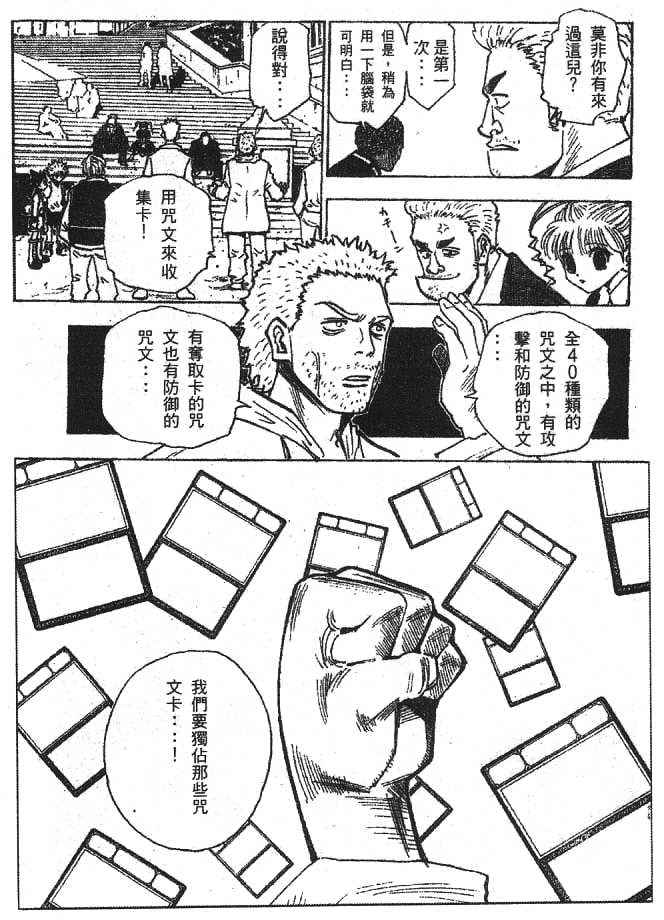 莫非你有來
過這兒？
是第一
次．．．
但是，稍為
用一下腦袋就
可明白．．．
說得對．．．
用咒文來收
集卡！
カチン
全４０種類的
咒文之中，有攻
擊和防御的咒文
．．．
有奪取卡的咒
文也有防御的
咒文．．．
我們要獨佔那些咒
文卡．．．！